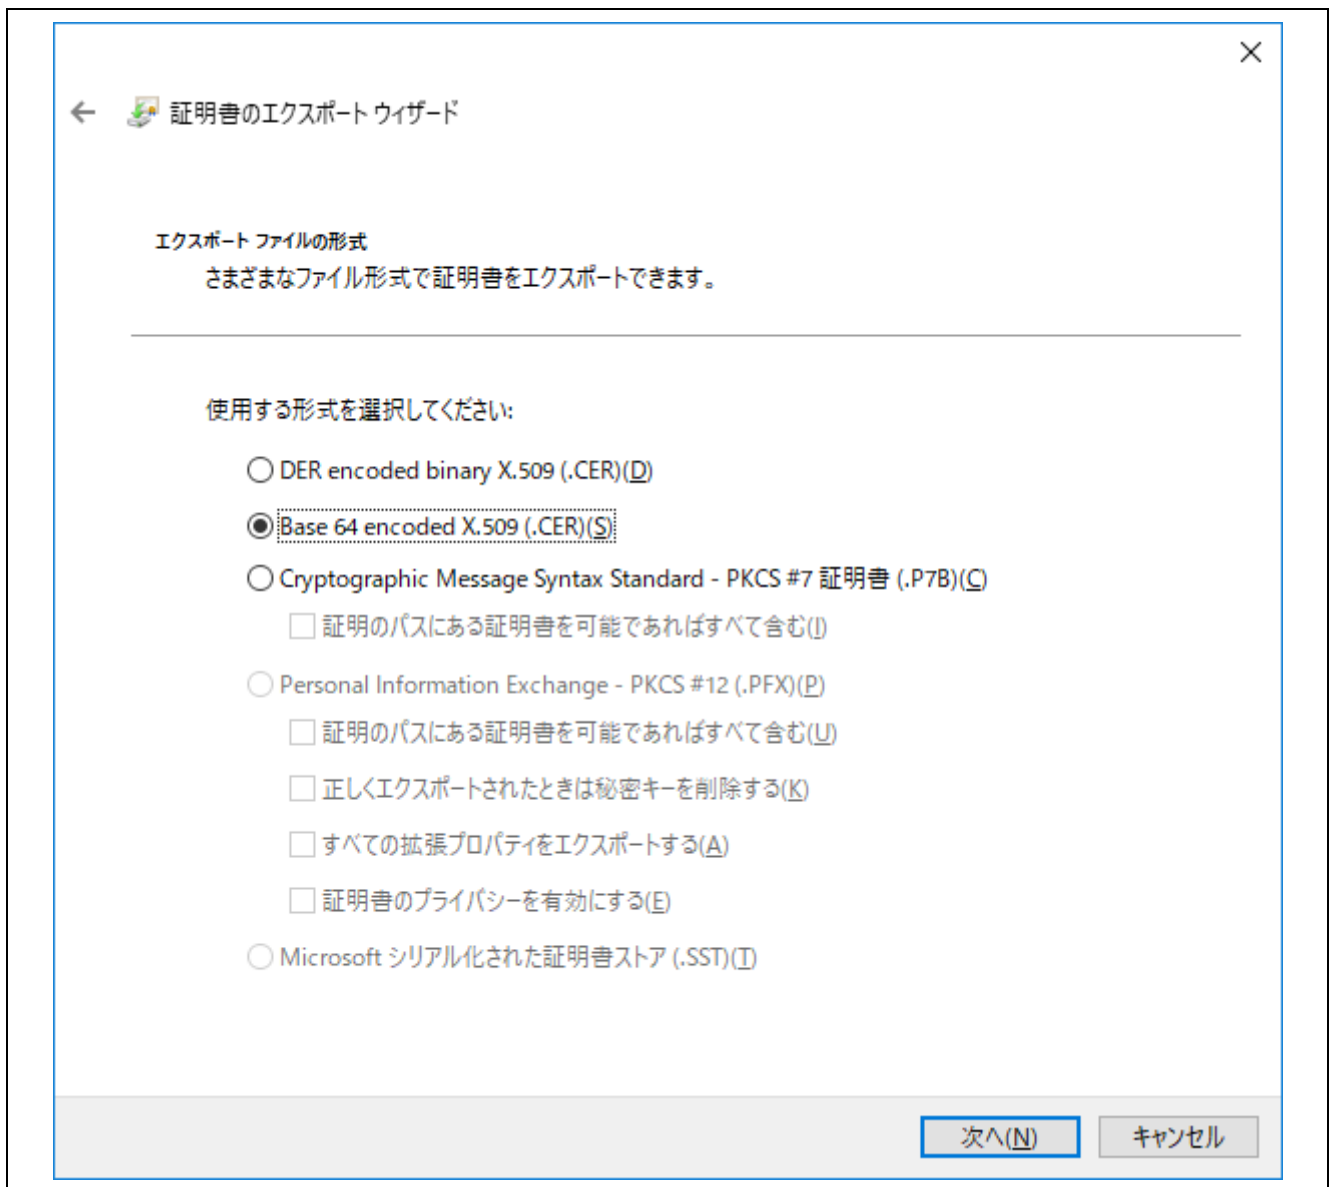 証明書のエクスポート ウィザード
エクスポート ファイルの形式
さまざまなファイル形式で証明書をエクスポートできます。
使用する形式を選択してください:
DER encoded binary X.509 (.CER)(D)
Base 64 encoded X.509 (.CER)(S)
Cryptographic Message Syntax Standard - PKCS #7 証明書 (.P7B)(C)
証明のパスにある証明書を可能であればすべて含む(I)
Personal Information Exchange - PKCS #12 (.PFX)(P)
証明のパスにある証明書を可能であればすべて含む(U)
正しくエクスポートされたときは秘密キーを削除する(K)
すべての拡張プロパティをエクスポートする(A)
証明書のプライバシーを有効にする(E)
Microsoft シリアル化された証明書ストア (.SST)(T)
次へ(N)
キャンセル